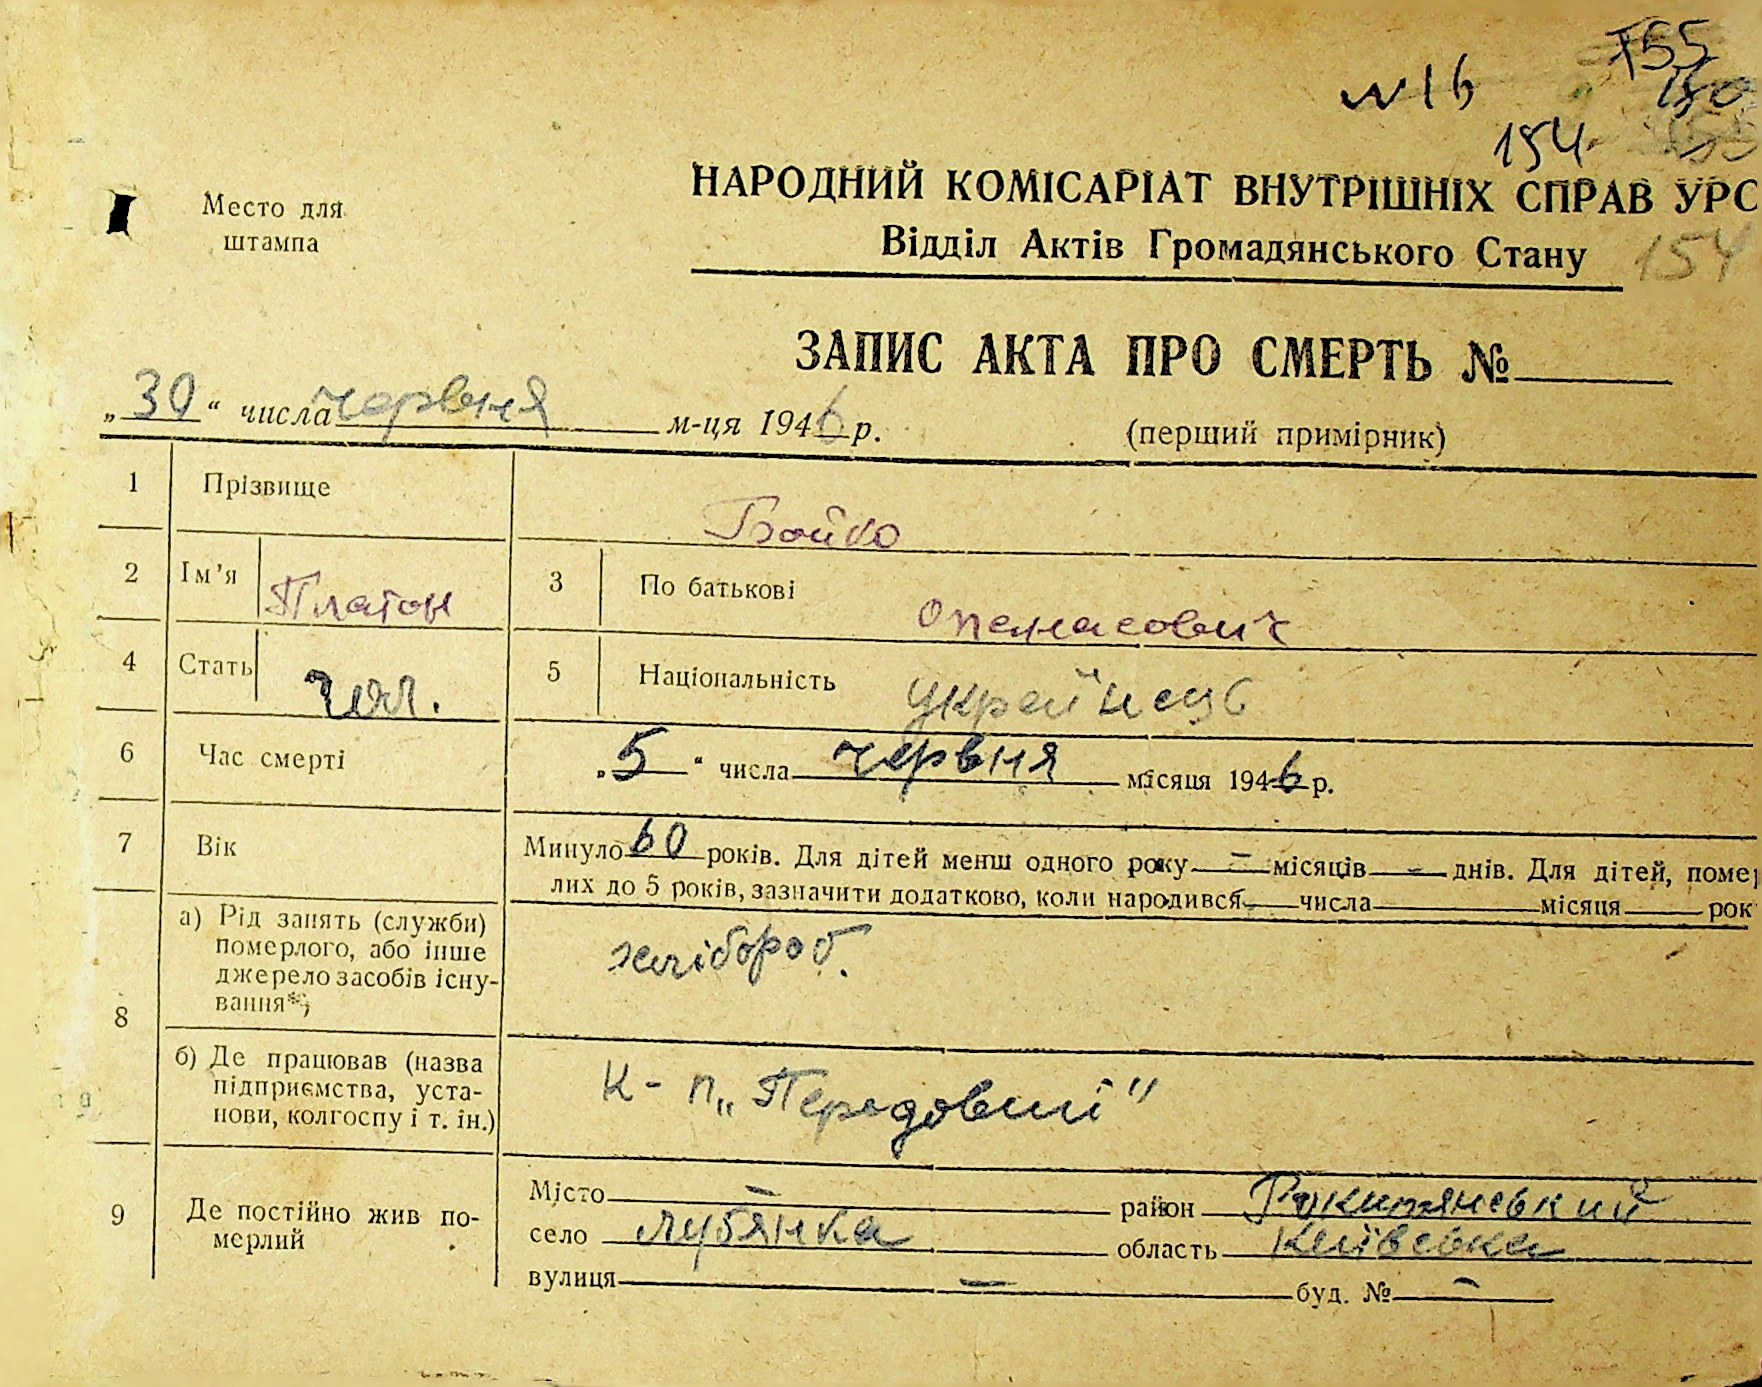 №16 155
150
154
Место для
штампа
НАРОДНИЙ КОМІСАРІАТ ВНУТРІШНІХ СПРАВ УРС
Відділ Актів Громадянського Стану 154
ЗАПИС АКТА ПРО СМЕРТЬ №
„30“ числа червня м-ця 1946 р.
(перший примірник)
1 Прізвище Бойко
2 Ім’я Платон 3 По батькові Опанасович
4 Стать чол. 5 Національність українець
6 Час смерті „5“ числа червня місяця 1946 р.
7 Вік Минуло 60 років. Для дітей менш одного року — місяців — днів. Для дітей, помер
лих до 5 років, зазначити додатково, коли народився — числа місяця рок
8 а) Рід занять (служби)
померлого, або інше
джерело засобів існу-
вання*)
хлібороб.
б) Де працював (назва
підприємства, уста-
нови, колгоспу і т. ін.)
к-п „Передовий"
9 Де постійно жив по-
мерлий
Місто — район Рокитянський
село Лубянка область Київська
вулиця — буд. № —